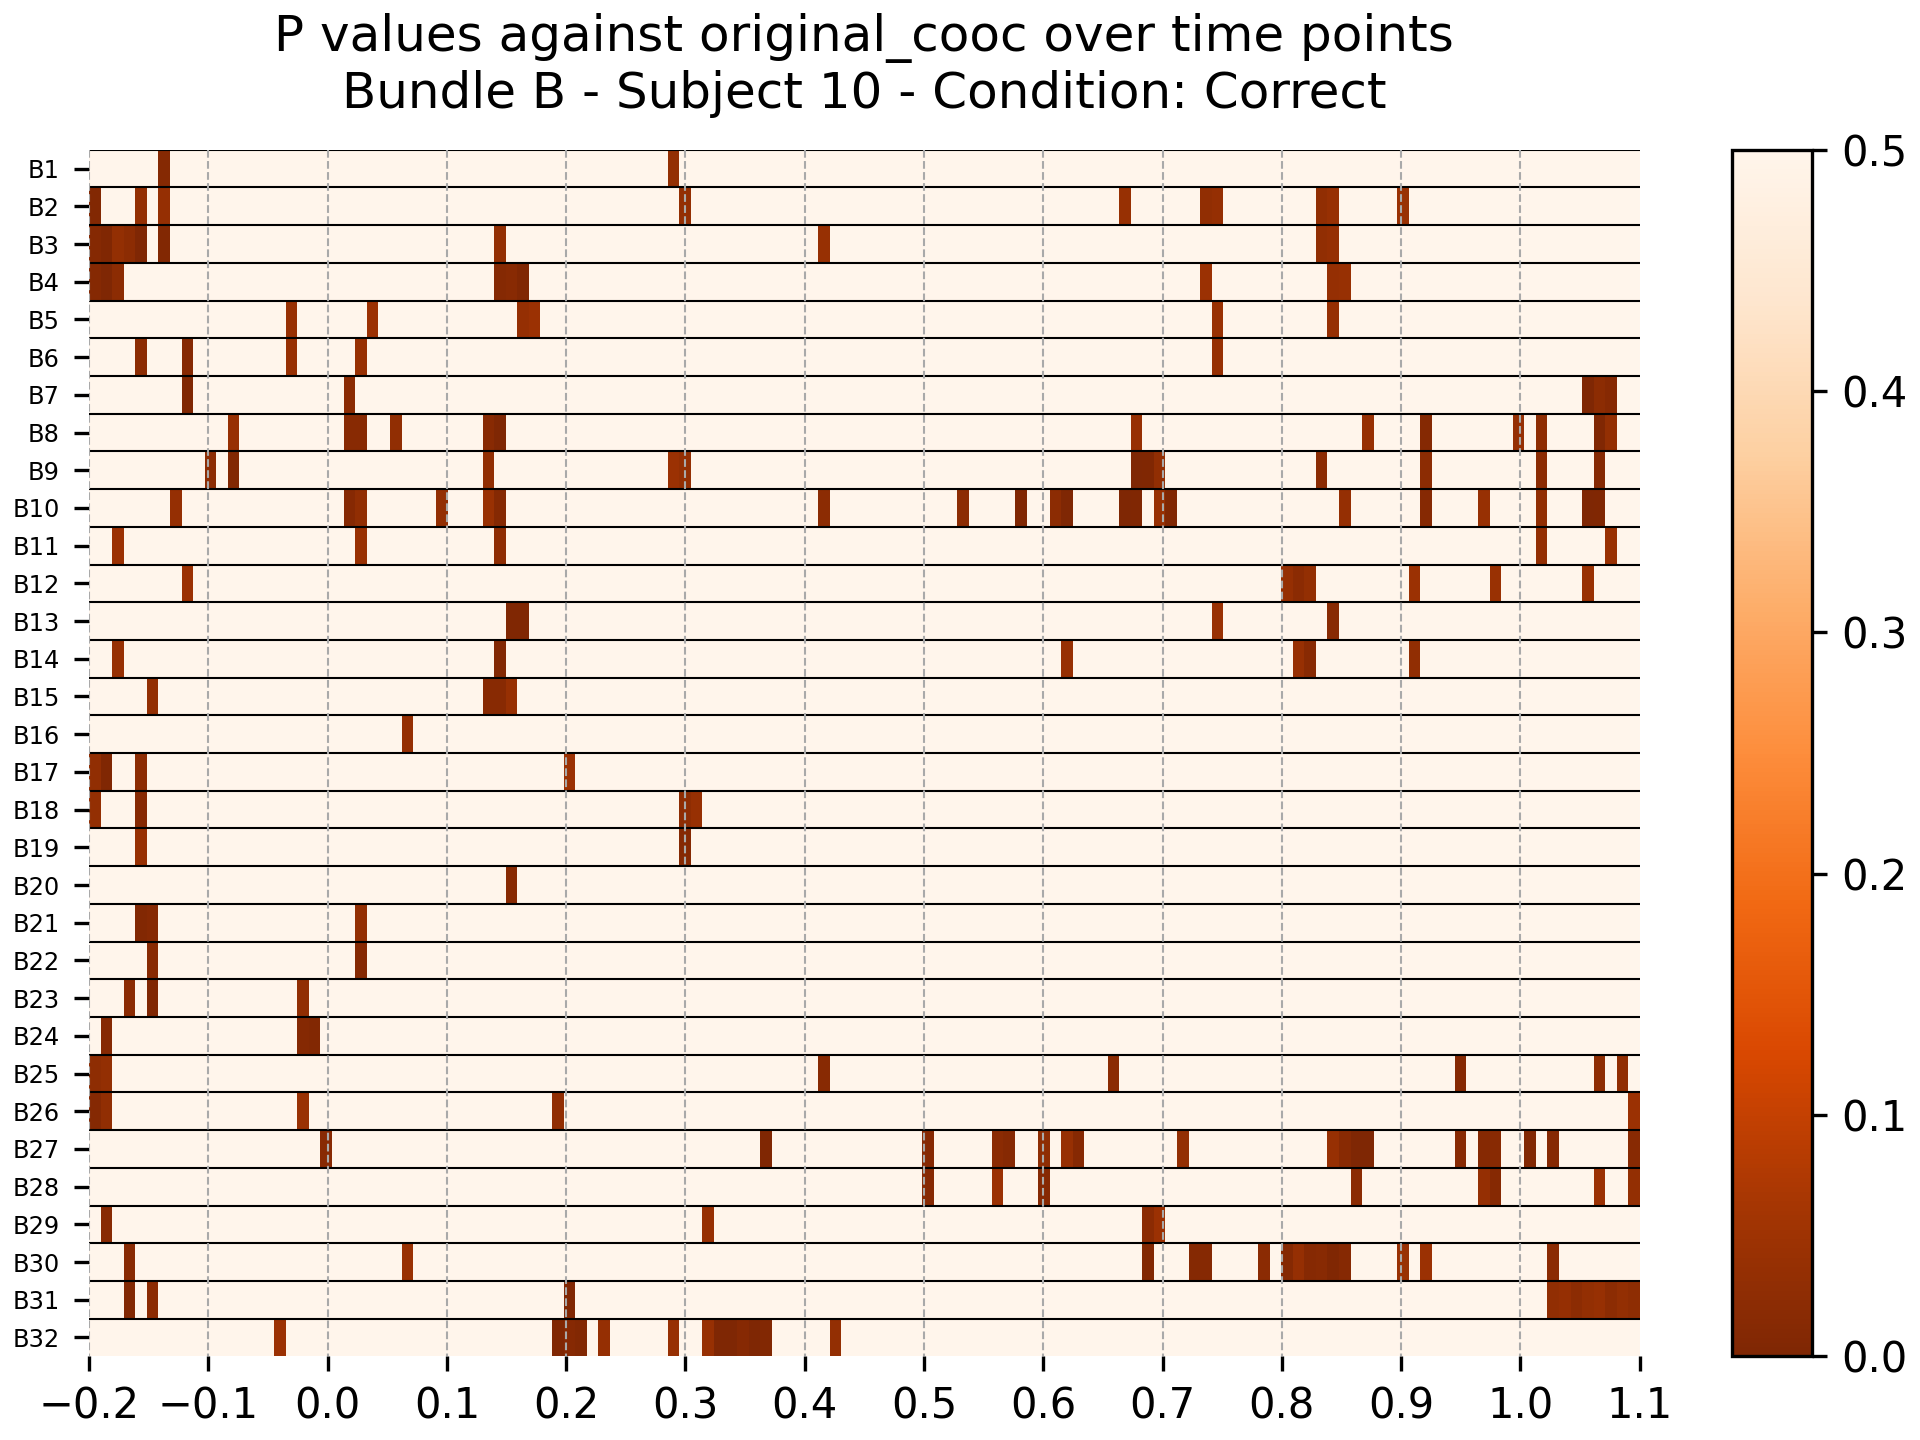 P values against original_cooc over time points
Bundle B - Subject 10 - Condition: Correct
B1
B2
B3
B4
B5
B6
B7
B8
B9
B10
B11
B12
B13
B14
B15
B16
B17
B18
B19
B20
B21
B22
B23
B24
B25
B26
B27
B28
B29
B30
B31
B32
−0.2 −0.1 0.0 0.1 0.2 0.3 0.4 0.5 0.6 0.7 0.8 0.9 1.0 1.1
0.5
0.4
0.3
0.2
0.1
0.0